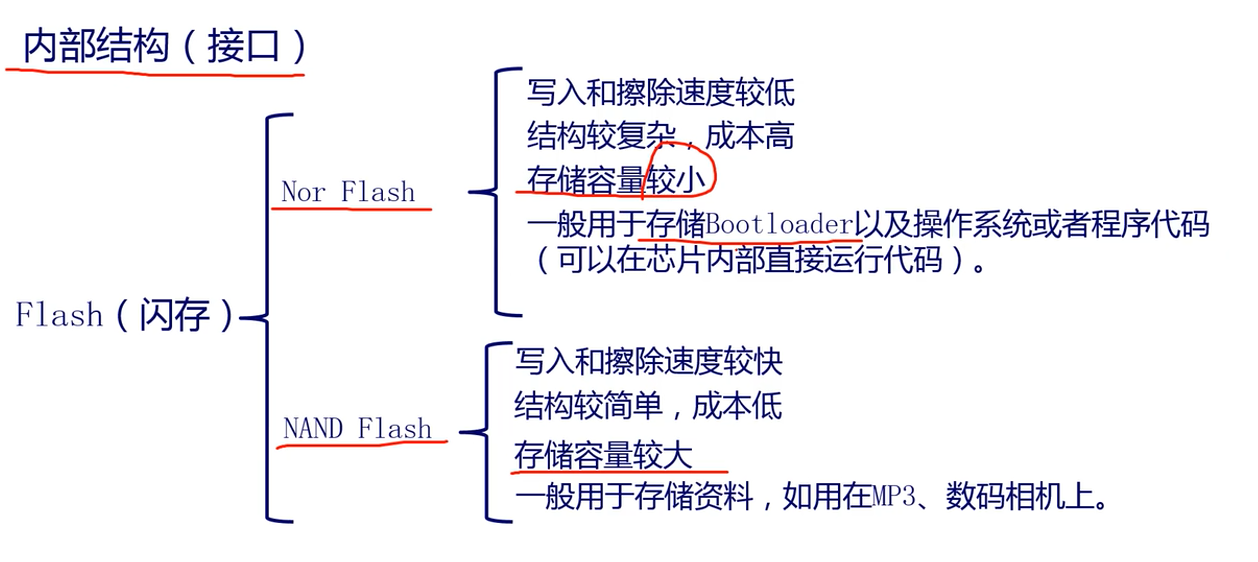 内部结构（接口）
写入和擦除速度较低
结构较复杂，成本高
存储容量较小
Nor Flash
一般用于存储Bootloader以及操作系统或者程序代码
（可以在芯片内部直接运行代码）。
Flash（闪存）
写入和擦除速度较快
结构较简单，成本低
NAND Flash
存储容量较大
一般用于存储资料，如用在MP3、数码相机上。